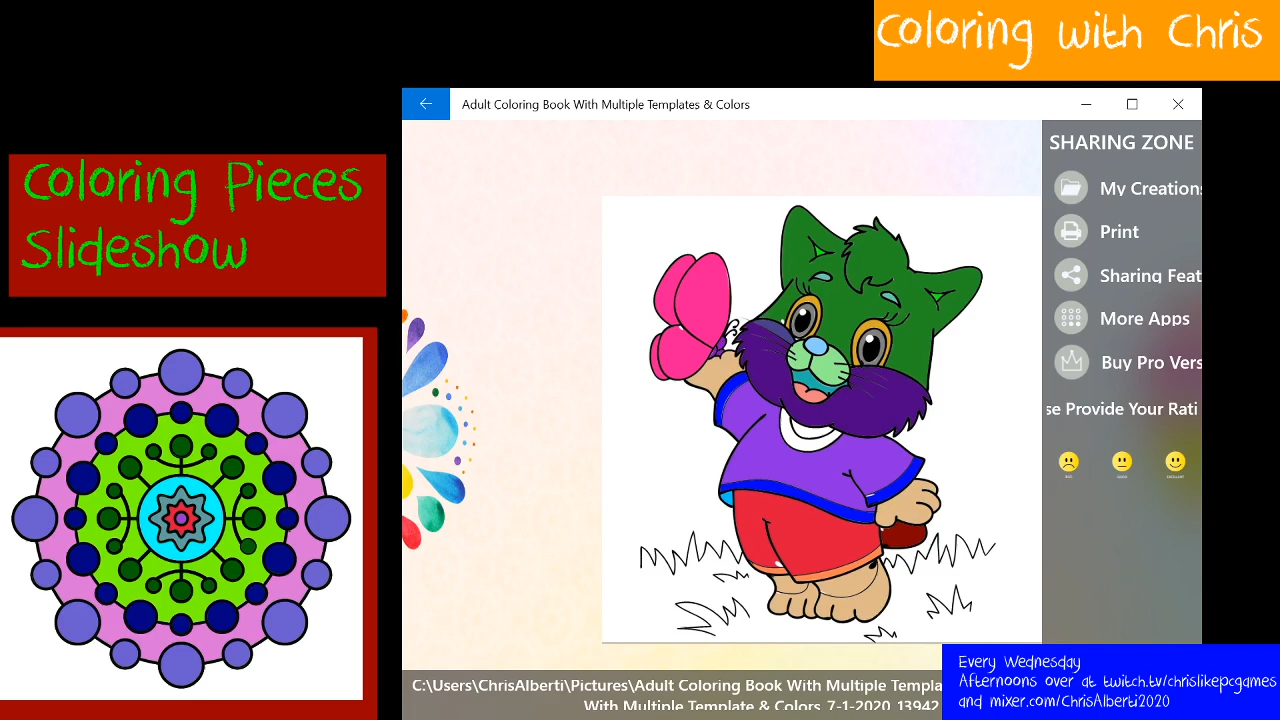 Coloring with Chris
Adult Coloring Book With Multiple Templates & Colors
SHARING ZONE
My Creations
Print
Sharing Feat
More Apps
Buy Pro Vers
se Provide Your Rati
Coloring Pieces
Slideshow
C:\Users\ChrisAlberti\Pictures\Adult Coloring Book With Multiple Templa
With Multiple Template & Colors 7-1-2020 13942
Every Wednesday
Afternoons over at twitch.tv/chrislikepcgames
and mixer.com/ChrisAlberti2020